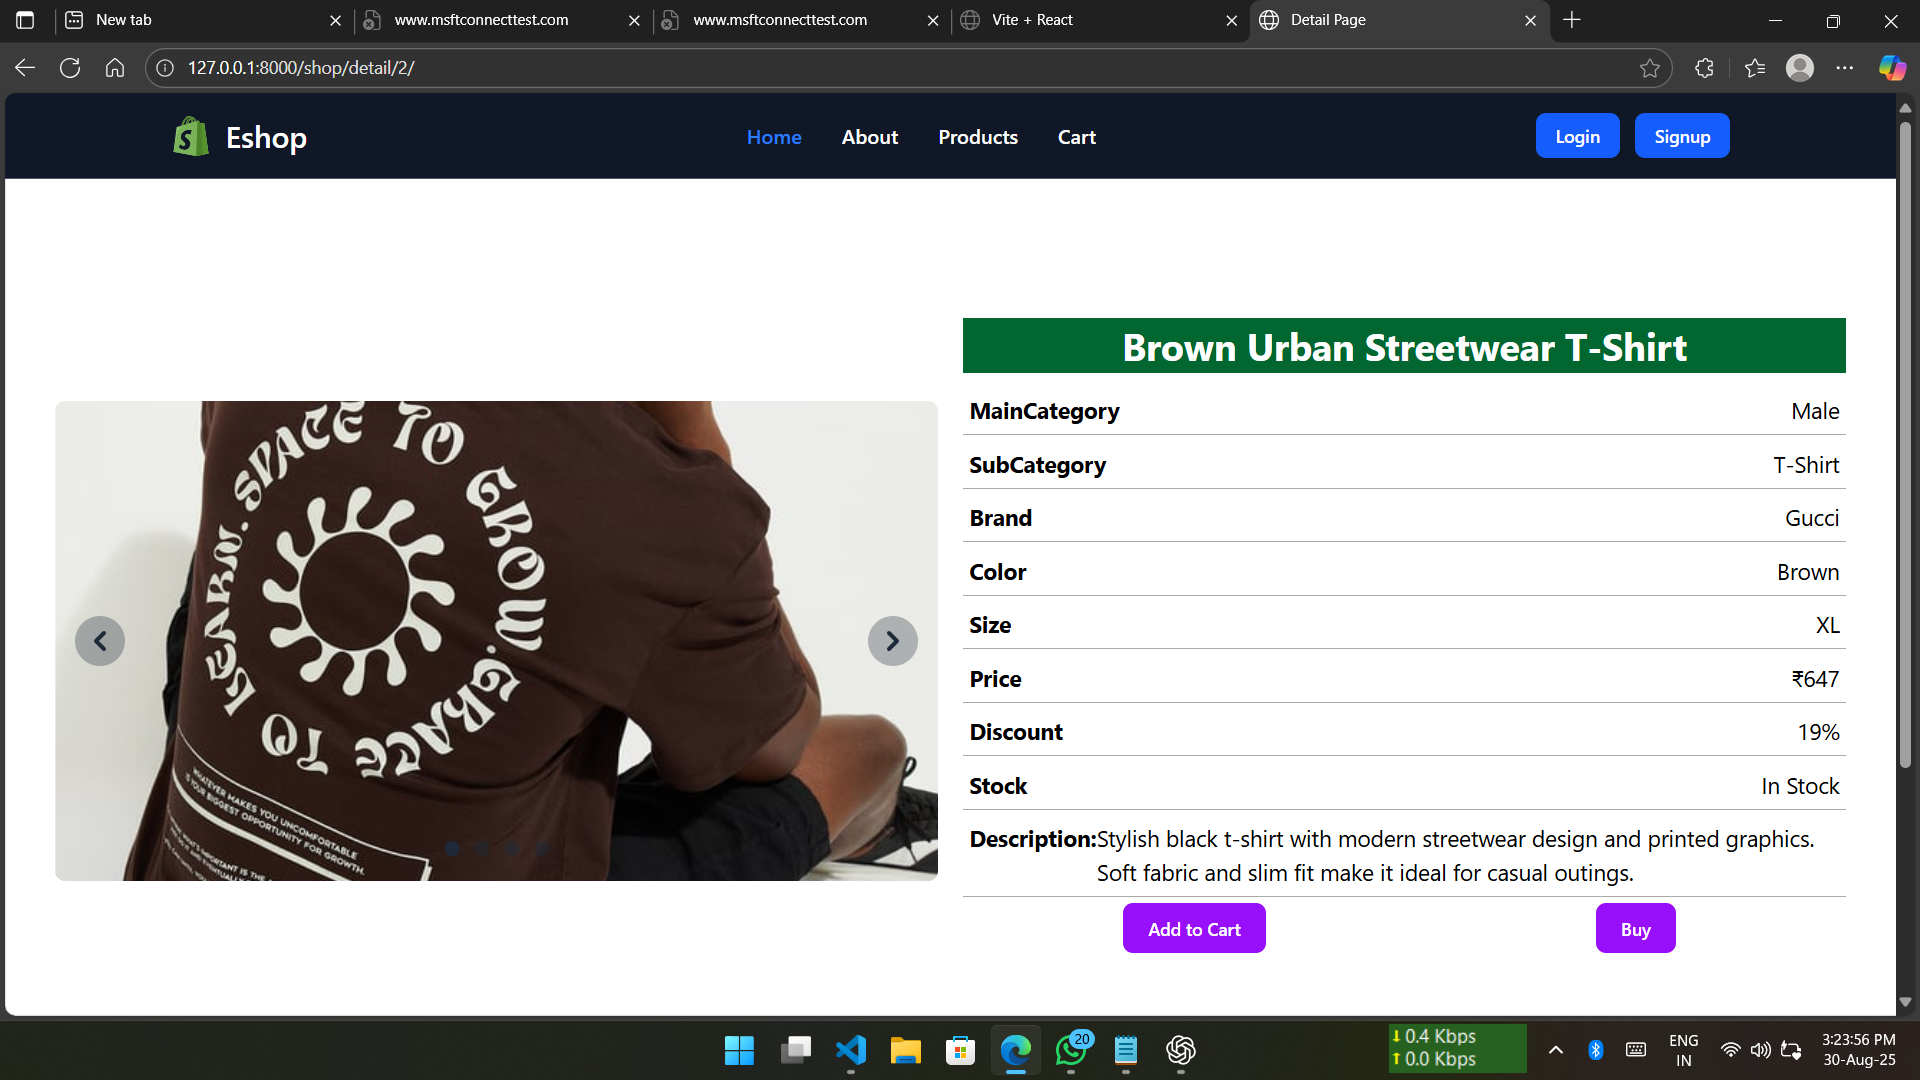 New tab
www.msftconnecttest.com
www.msftconnecttest.com
Vite + React
Detail Page
127.0.0.1:8000/shop/detail/2/
Eshop
Home
About
Products
Cart
Login
Signup
Brown Urban Streetwear T-Shirt
MainCategory Male
SubCategory T-Shirt
Brand Gucci
Color Brown
Size XL
Price ₹647
Discount 19%
Stock In Stock
Description:Stylish black t-shirt with modern streetwear design and printed graphics.
Soft fabric and slim fit make it ideal for casual outings.
Add to Cart
Buy
SPACE TO GROW. GRACE TO LEARN.
WHATEVER MAKES YOU UNCOMFORTABLE
IS YOUR BIGGEST OPPORTUNITY FOR GROWTH.
20
0.4 Kbps
0.0 Kbps
ENG
IN
3:23:56 PM
30-Aug-25